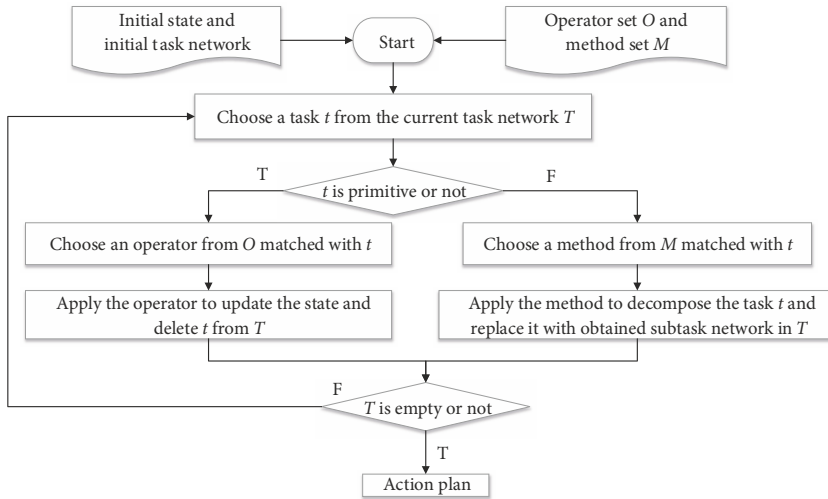 Initial state and
initial task network
Start
Operator set O and
method set M
Choose a task t from the current task network T
T
t is primitive or not
F
Choose an operator from O matched with t
Choose a method from M matched with t
Apply the operator to update the state and
delete t from T
Apply the method to decompose the task t and
replace it with obtained subtask network in T
F
T is empty or not
T
Action plan